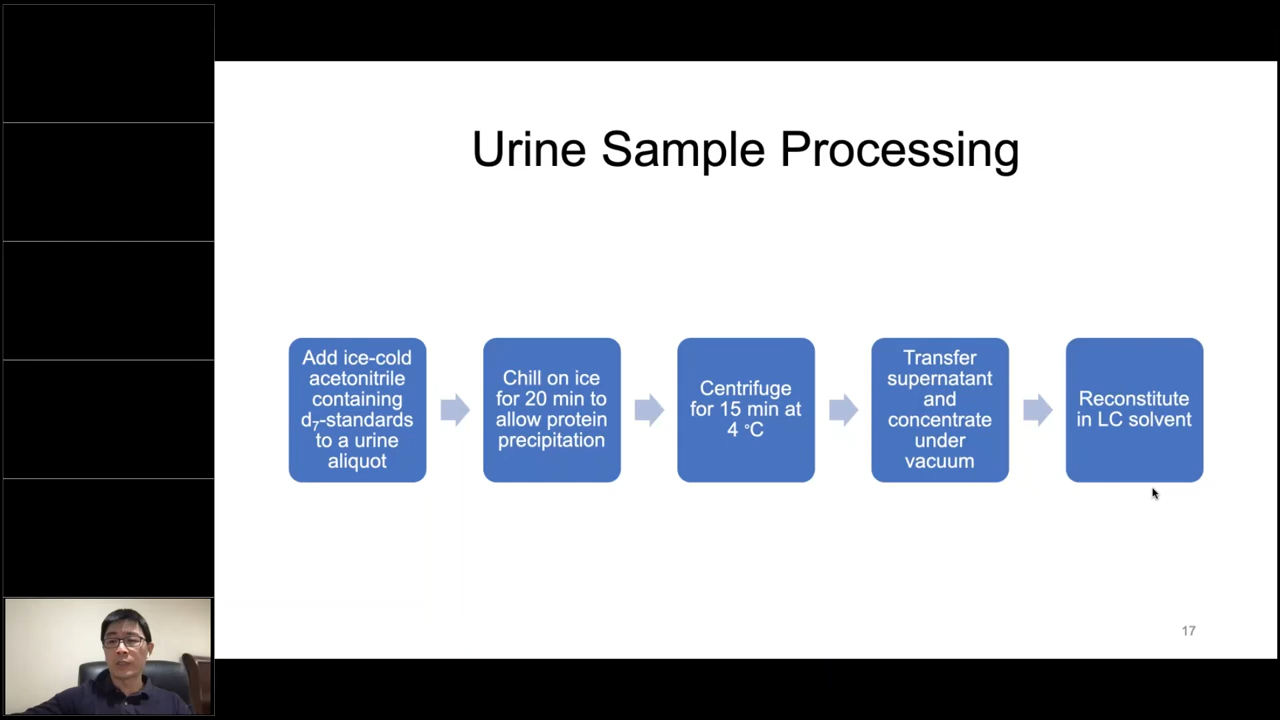 Urine Sample Processing
Add ice-cold
acetonitrile
containing
d₇-standards
to a urine
aliquot
Chill on ice
for 20 min to
allow protein
precipitation
Centrifuge
for 15 min at
4 °C
Transfer
supernatant
and
concentrate
under
vacuum
Reconstitute
in LC solvent
17